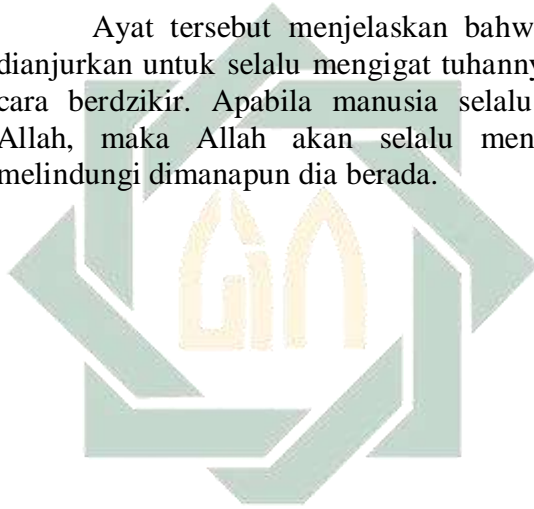 Ayat tersebut menjelaskan bahw
dianjurkan untuk selalu mengigat tuhanny
cara berdzikir. Apabila manusia selalu
Allah, maka Allah akan selalu men
melindungi dimanapun dia berada.